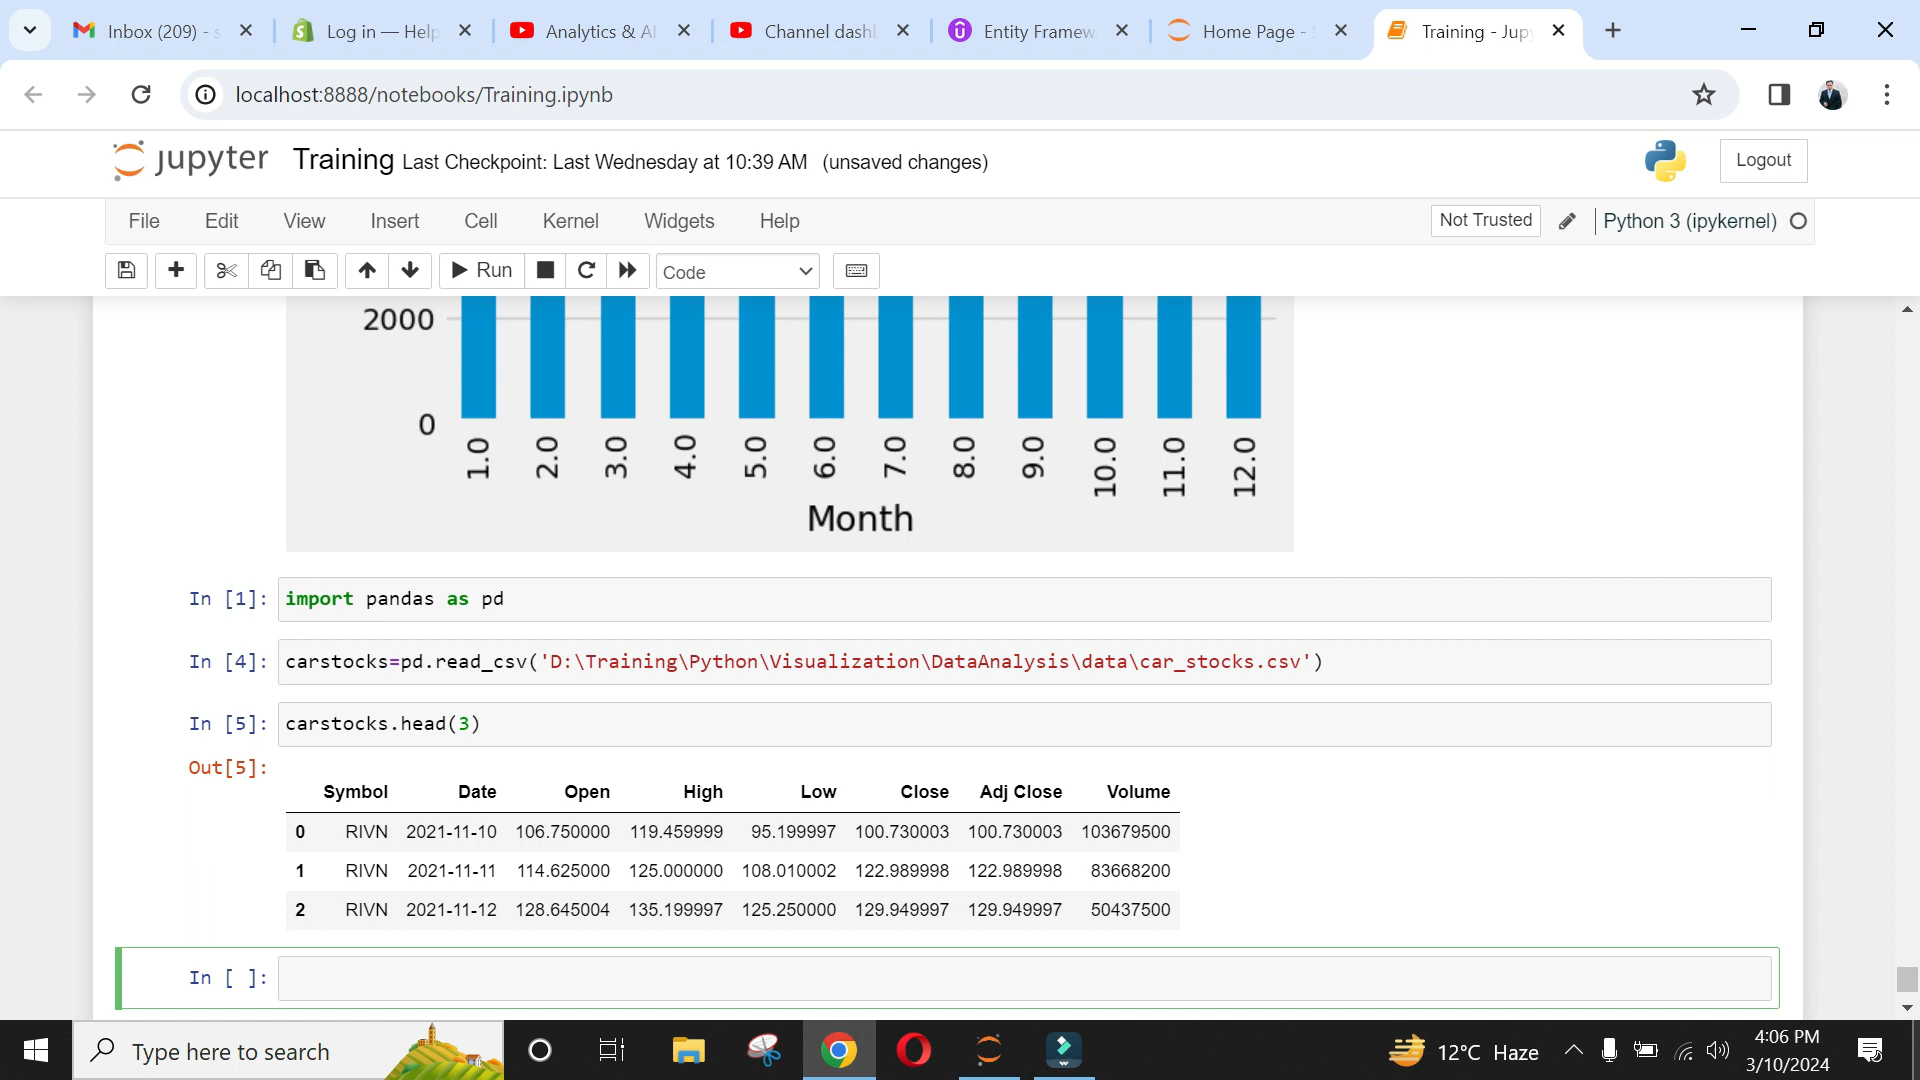 Inbox (209) - s
Log in — Help
Analytics & AI
Channel dash
Entity Framew
Home Page -
Training - Jup
localhost:8888/notebooks/Training.ipynb
jupyter Training Last Checkpoint: Last Wednesday at 10:39 AM (unsaved changes)
Logout
File Edit View Insert Cell Kernel Widgets Help
Not Trusted
Python 3 (ipykernel)
Run
Code
2000
0
1.0 2.0 3.0 4.0 5.0 6.0 7.0 8.0 9.0 10.0 11.0 12.0
Month
In [1]: import pandas as pd
In [4]: carstocks=pd.read_csv('D:\Training\Python\Visualization\DataAnalysis\data\car_stocks.csv')
In [5]: carstocks.head(3)
Out[5]:
Symbol Date Open High Low Close Adj Close Volume
0 RIVN 2021-11-10 106.750000 119.459999 95.199997 100.730003 100.730003 103679500
1 RIVN 2021-11-11 114.625000 125.000000 108.010002 122.989998 122.989998 83668200
2 RIVN 2021-11-12 128.645004 135.199997 125.250000 129.949997 129.949997 50437500
In [ ]:
Type here to search
12°C Haze
4:06 PM
3/10/2024